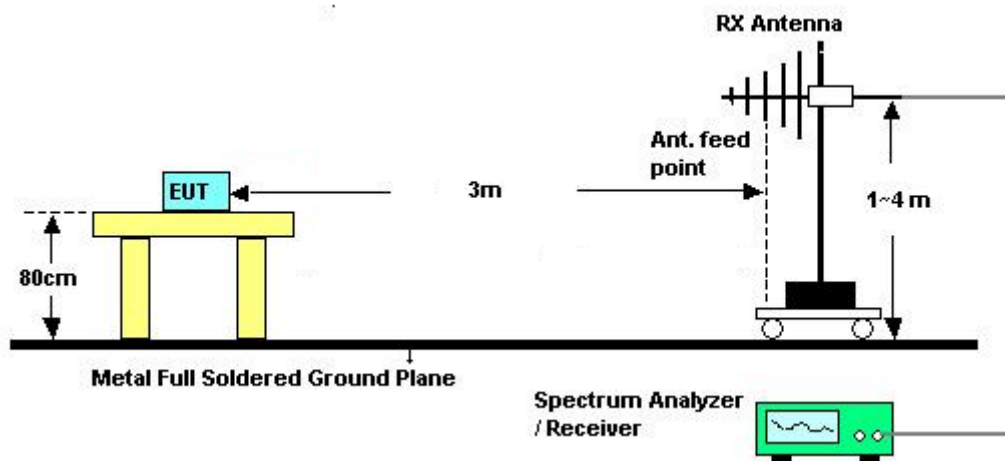 RX Antenna
Ant. feed
point
EUT
3m
1~4 m
80cm
Metal Full Soldered Ground Plane
Spectrum Analyzer
/ Receiver